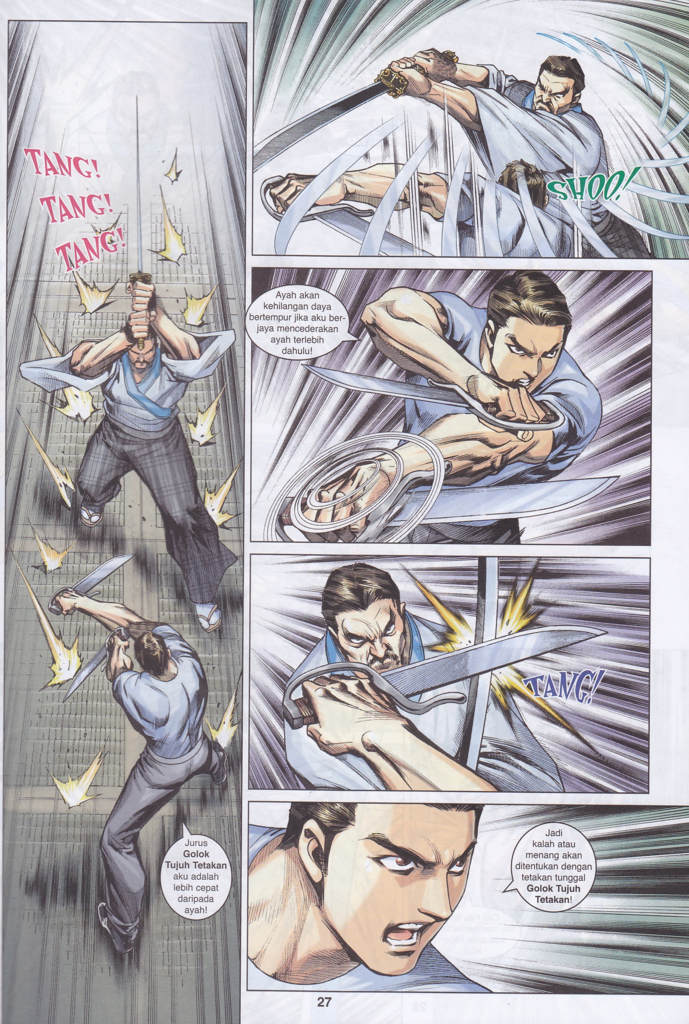 TANG!
TANG!
TANG!
Jurus
Golok
Tujuh Tetakan
aku adalah
lebih cepat
daripada
ayah!
SHOO!
Ayah akan
kehilangan daya
bertempur jika aku ber-
jaya mencederakan
ayah terlebih
dahulu!
TANG!
Jadi
kalah atau
menang akan
ditentukan dengan
tetakan tunggal
Golok Tujuh
Tetakan!
27